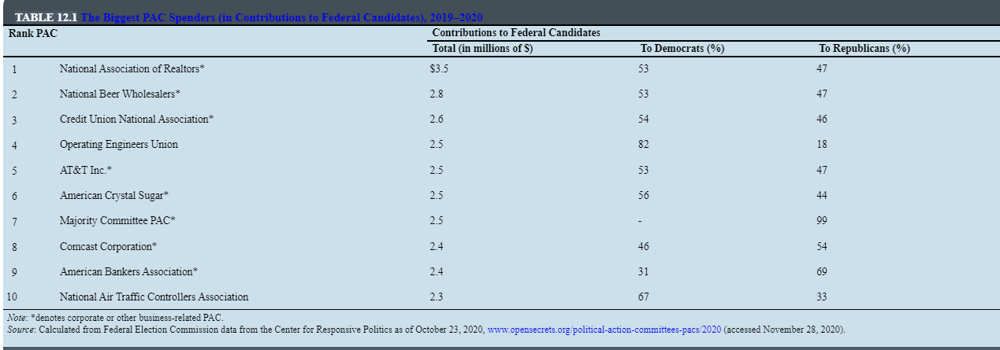 TABLE 12.1 The Biggest PAC Spenders (in Contributions to Federal Candidates), 2019–2020
Rank PAC Contributions to Federal Candidates
Total (in millions of $) To Democrats (%) To Republicans (%)
1 National Association of Realtors* $3.5 53 47
2 National Beer Wholesalers* 2.8 53 47
3 Credit Union National Association* 2.6 54 46
4 Operating Engineers Union 2.5 82 18
5 AT&T Inc.* 2.5 53 47
6 American Crystal Sugar* 2.5 56 44
7 Majority Committee PAC* 2.5 - 99
8 Comcast Corporation* 2.4 46 54
9 American Bankers Association* 2.4 31 69
10 National Air Traffic Controllers Association 2.3 67 33
Note: *denotes corporate or other business-related PAC.
Source: Calculated from Federal Election Commission data from the Center for Responsive Politics as of October 23, 2020, www.opensecrets.org/political-action-committees-pacs/2020 (accessed November 28, 2020).